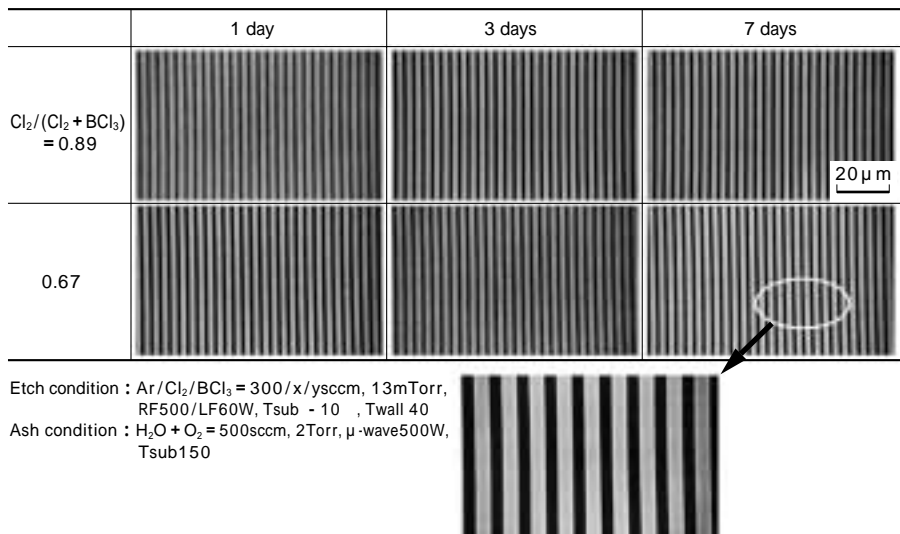 1 day 3 days 7 days
Cl₂/(Cl₂ + BCl₃)
= 0.89
20 μ m
0.67
Etch condition : Ar/Cl₂/BCl₃ = 300/x/ysccm, 13mTorr,
RF500/LF60W, Tsub - 10 , Twall 40
Ash condition : H₂O + O₂ = 500sccm, 2Torr, μ-wave500W,
Tsub150